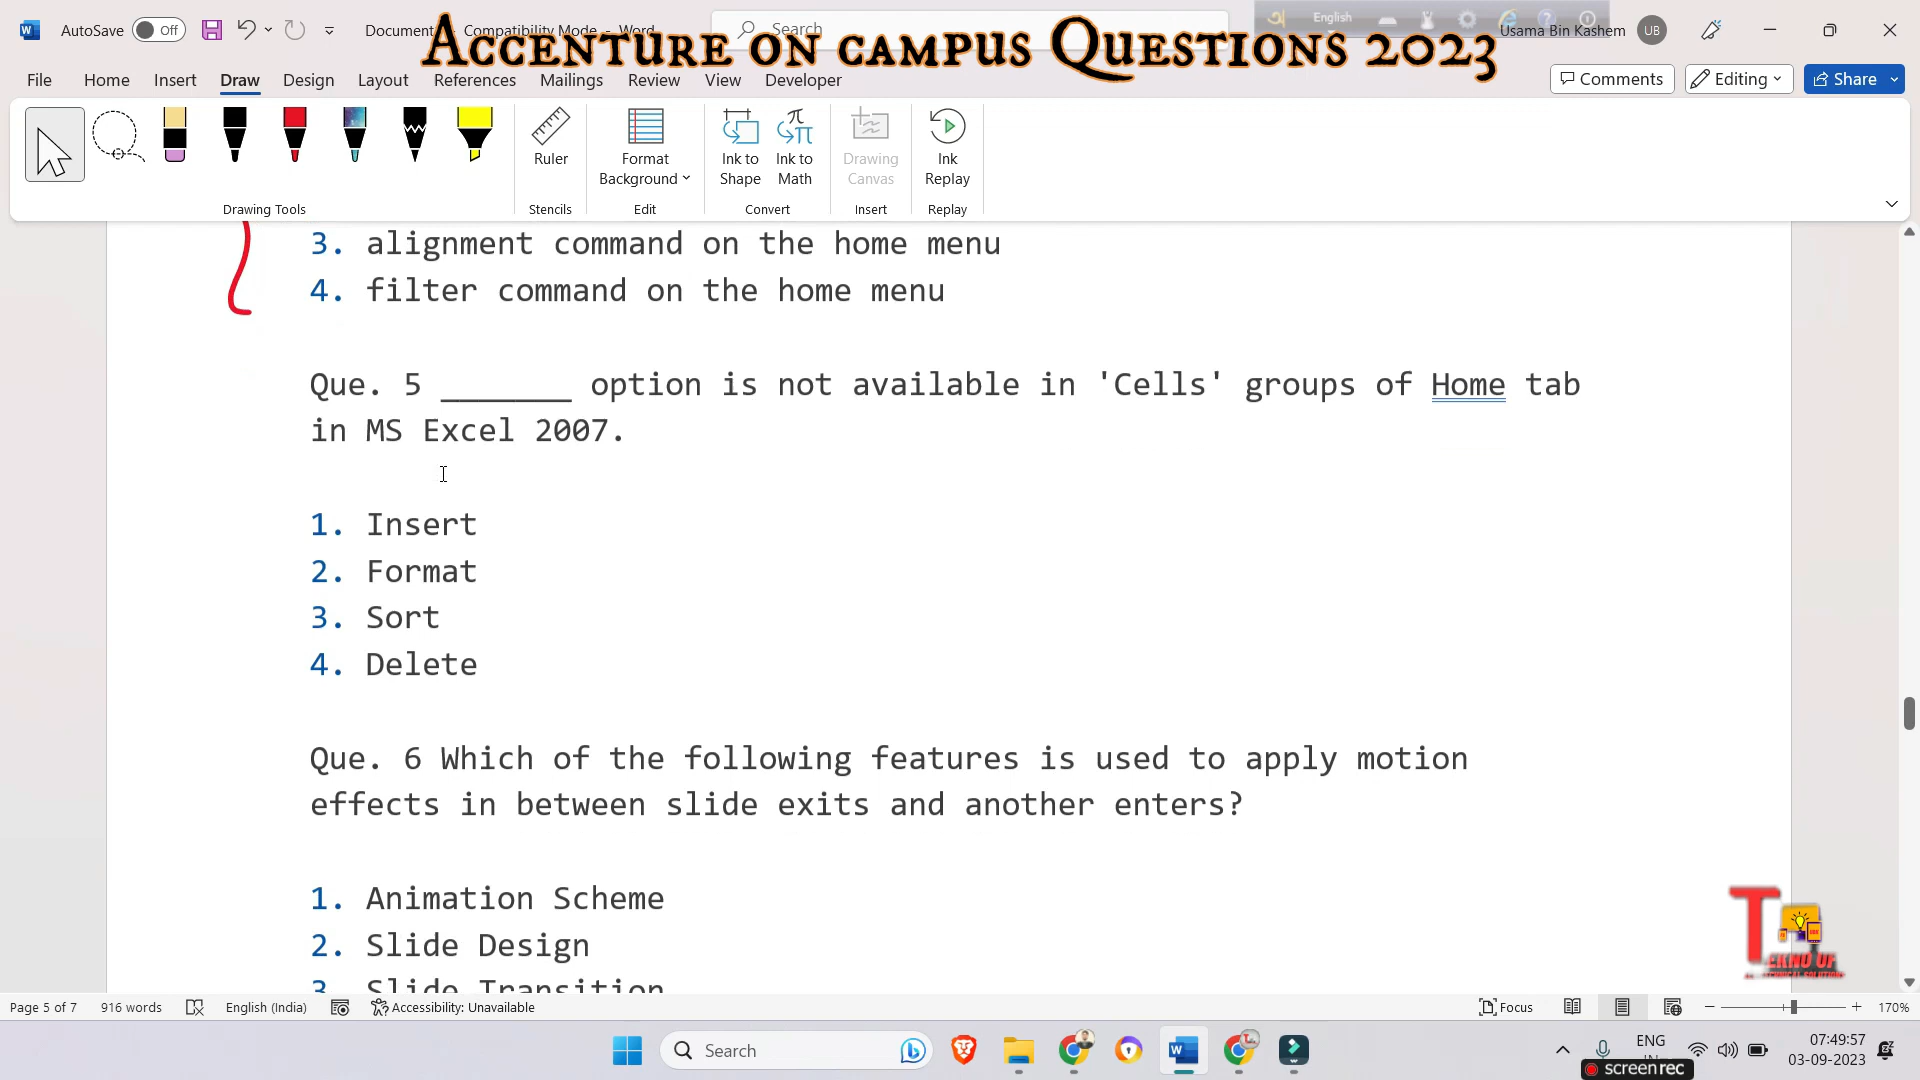 AutoSave Off Document Compatibility Mode - Word Search English Usama Bin Kashem UB
ACCENTURE ON CAMPUS QUESTIONS 2023
File Home Insert Draw Design Layout References Mailings Review View Developer Comments Editing Share
Ruler Format Background Ink to Shape Ink to Math Drawing Canvas Ink Replay
Drawing Tools Stencils Edit Convert Insert Replay
3. alignment command on the home menu
4. filter command on the home menu
Que. 5 _______ option is not available in 'Cells' groups of Home tab
in MS Excel 2007.
1. Insert
2. Format
3. Sort
4. Delete
Que. 6 Which of the following features is used to apply motion
effects in between slide exits and another enters?
1. Animation Scheme
2. Slide Design
3. Slide Transition
Page 5 of 7 916 words English (India) Accessibility: Unavailable Focus 170%
Search ENG 07:49:57
03-09-2023
screenrec